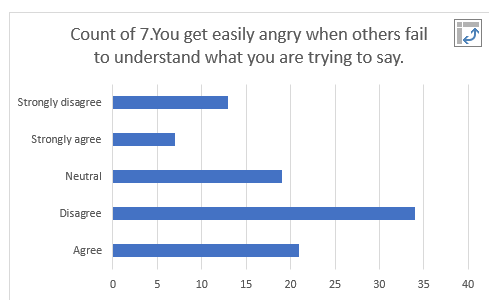 Count of 7.You get easily angry when others fail
to understand what you are trying to say.
Strongly disagree
Strongly agree
Neutral
Disagree
Agree
0 5 10 15 20 25 30 35 40